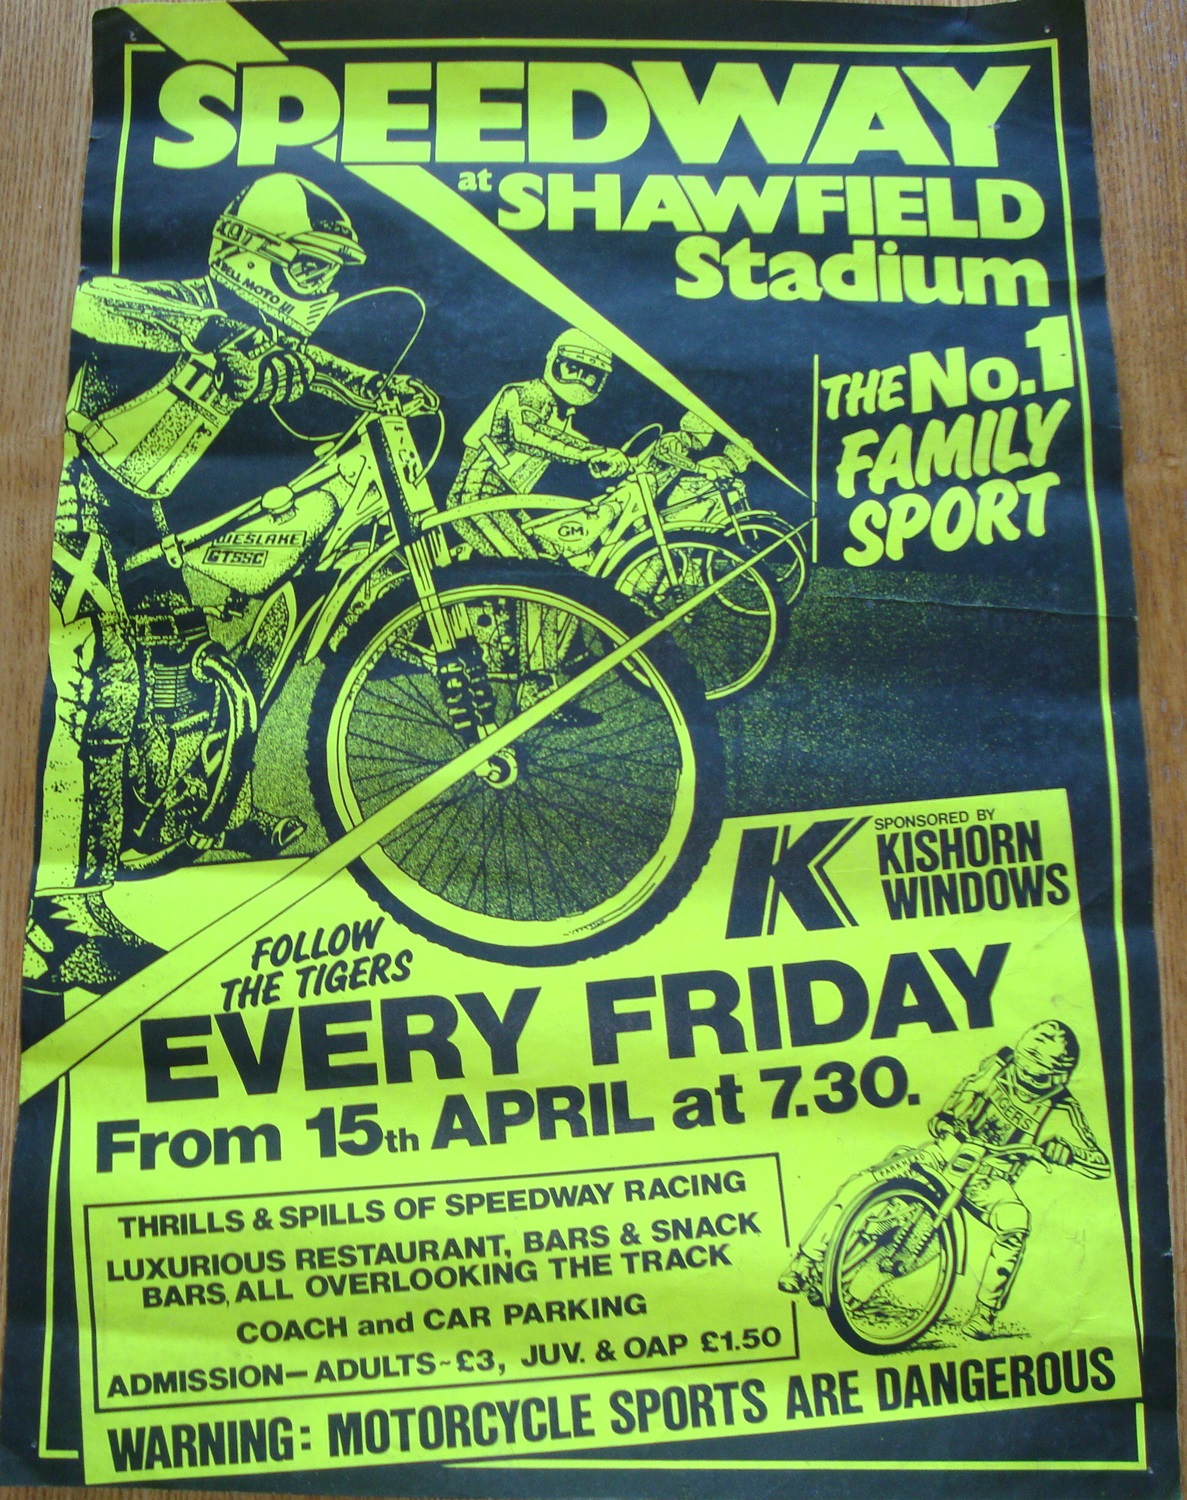 SPEEDWAY
at SHAWFIELD
Stadium
THE No.1
FAMILY
SPORT
BELL MOTO III
WESLAKE
GTSSC
GM
SPONSORED BY
KISHORN
WINDOWS
K
FOLLOW
THE TIGERS
EVERY FRIDAY
From 15th APRIL at 7.30.
TIGERS
THRILLS & SPILLS OF SPEEDWAY RACING
LUXURIOUS RESTAURANT, BARS & SNACK
BARS, ALL OVERLOOKING THE TRACK
COACH and CAR PARKING
ADMISSION— ADULTS~£3, JUV. & OAP £1.50
WARNING: MOTORCYCLE SPORTS ARE DANGEROUS